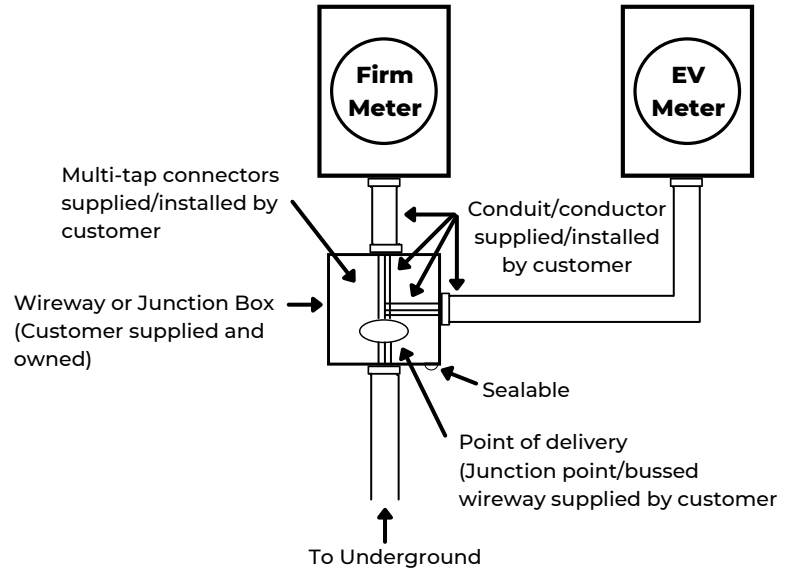 Firm
Meter
EV
Meter
Multi-tap connectors
supplied/installed by
customer
Conduit/conductor
supplied/installed
by customer
Wireway or Junction Box
(Customer supplied and
owned)
Sealable
Point of delivery
(Junction point/bussed
wireway supplied by customer
To Underground